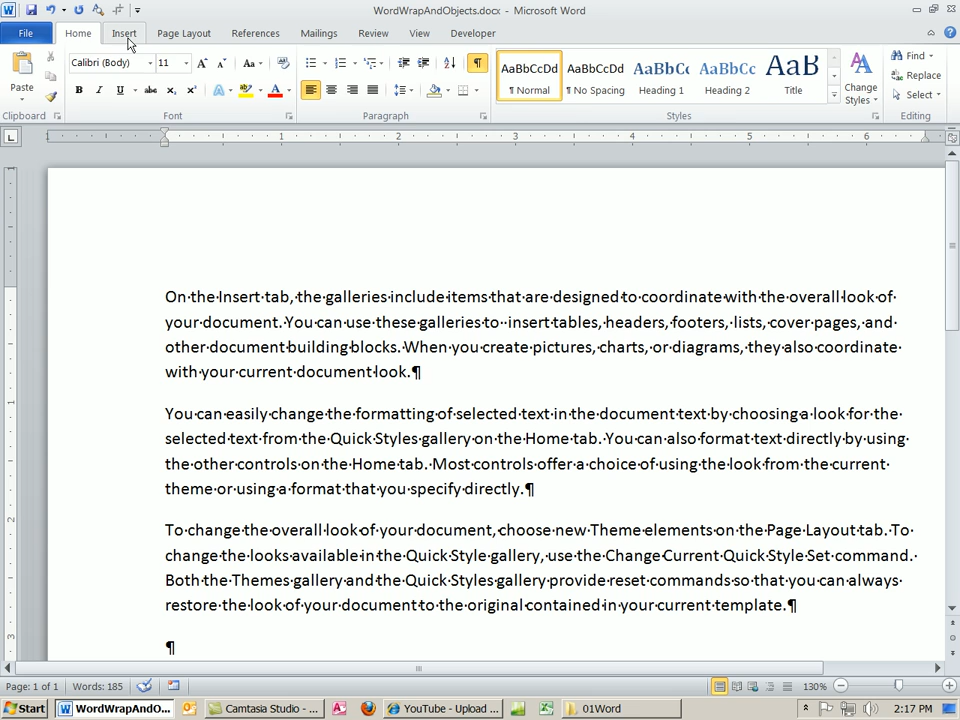 WordWrapAndObjects.docx - Microsoft Word
File Home Insert Page Layout References Mailings Review View Developer
Paste
Clipboard
Calibri (Body) 11
Font
Paragraph
AaBbCcDd AaBbCcDd AaBbCc AaBbCc AaB
¶ Normal ¶ No Spacing Heading 1 Heading 2 Title
Change Styles
Styles
Find
Replace
Select
Editing
1 1 2 3 4 5 6
On the Insert tab, the galleries include items that are designed to coordinate with the overall look of
your document. You can use these galleries to insert tables, headers, footers, lists, cover pages, and
other document building blocks. When you create pictures, charts, or diagrams, they also coordinate
with your current document look.¶
You can easily change the formatting of selected text in the document text by choosing a look for the
selected text from the Quick Styles gallery on the Home tab. You can also format text directly by using
the other controls on the Home tab. Most controls offer a choice of using the look from the current
theme or using a format that you specify directly.¶
To change the overall look of your document, choose new Theme elements on the Page Layout tab. To
change the looks available in the Quick Style gallery, use the Change Current Quick Style Set command.
Both the Themes gallery and the Quick Styles gallery provide reset commands so that you can always
restore the look of your document to the original contained in your current template.¶
¶
Page: 1 of 1 Words: 185 130%
Start WordWrapAndO... Camtasia Studio - ... YouTube - Upload ... 01Word 2:17 PM